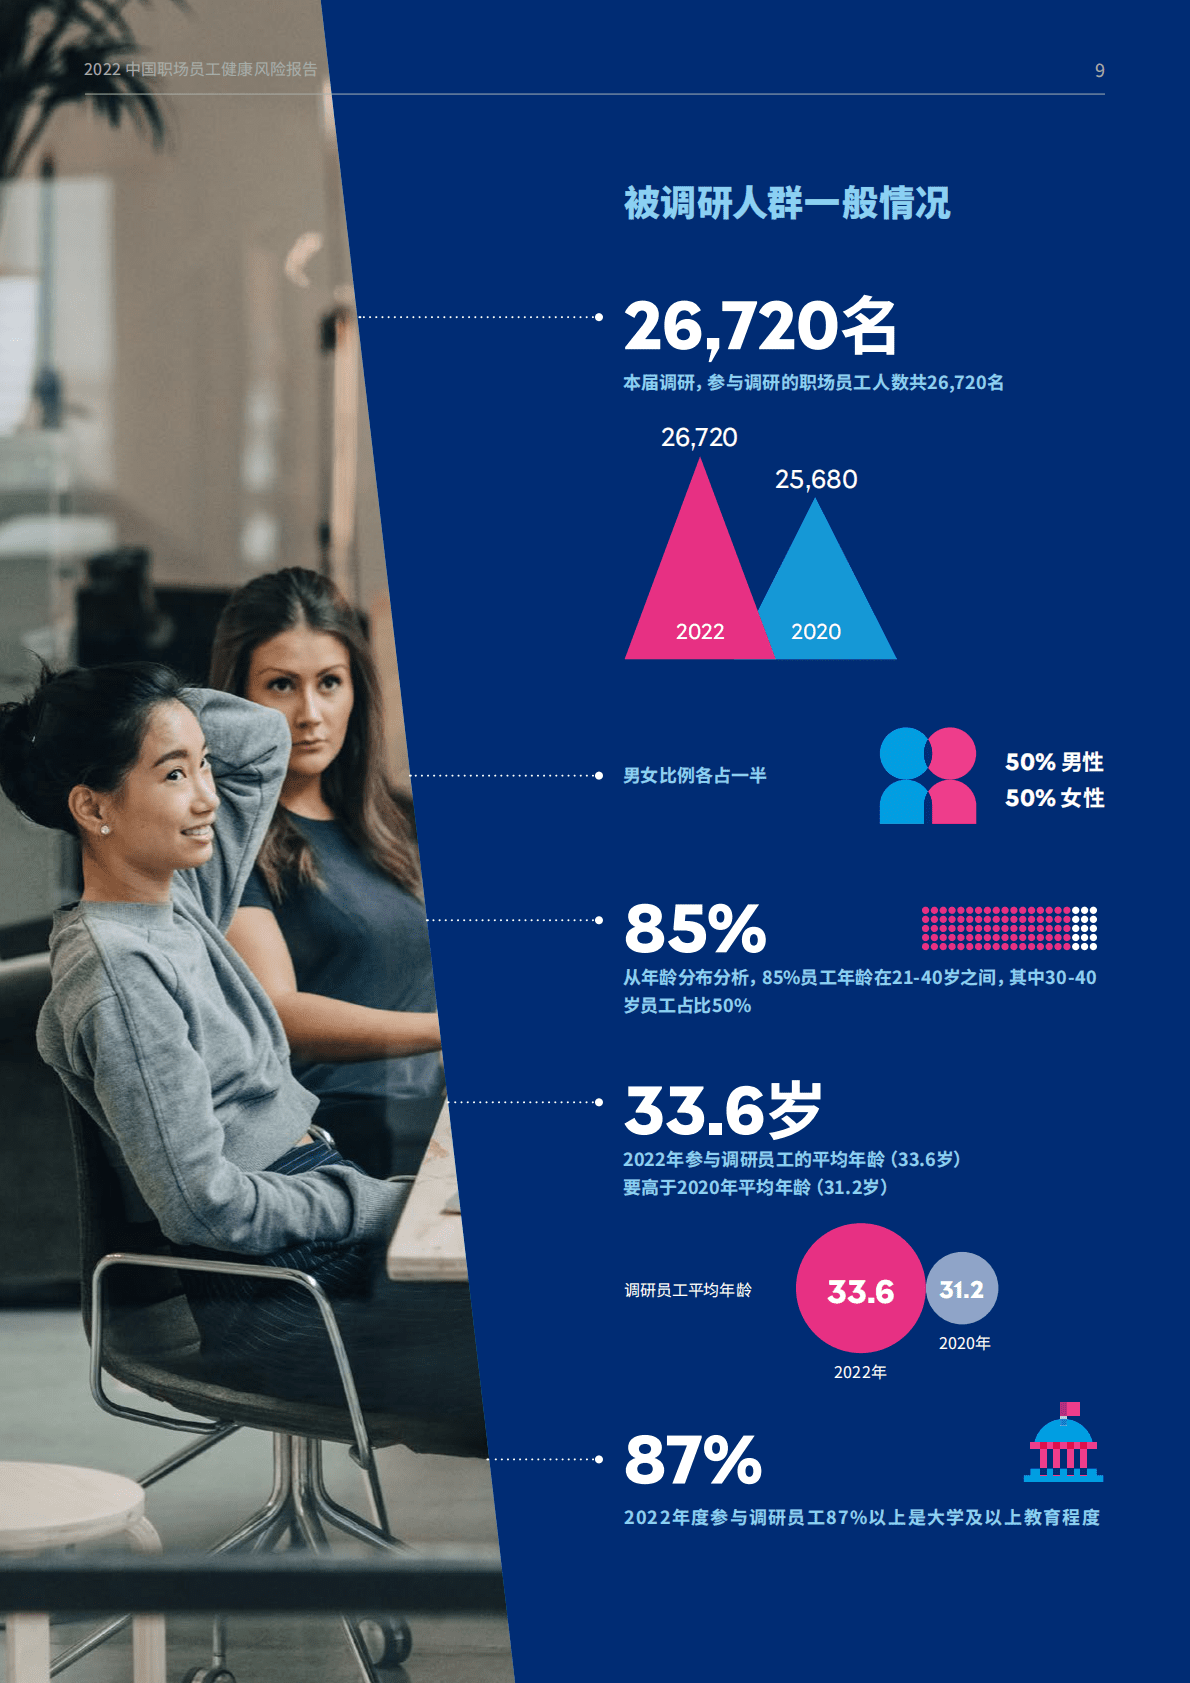 2022 中国职场员工健康风险报告
9
被调研人群一般情况
26,720名
本届调研，参与调研的职场员工人数共26,720名
26,720
25,680
2022
2020
男女比例各占一半
50% 男性
50% 女性
85%
从年龄分布分析，85%员工年龄在21-40岁之间，其中30-40
岁员工占比50%
33.6岁
2022年参与调研员工的平均年龄（33.6岁）
要高于2020年平均年龄（31.2岁）
调研员工平均年龄
33.6
31.2
2020年
2022年
87%
2022年度参与调研员工87%以上是大学及以上教育程度